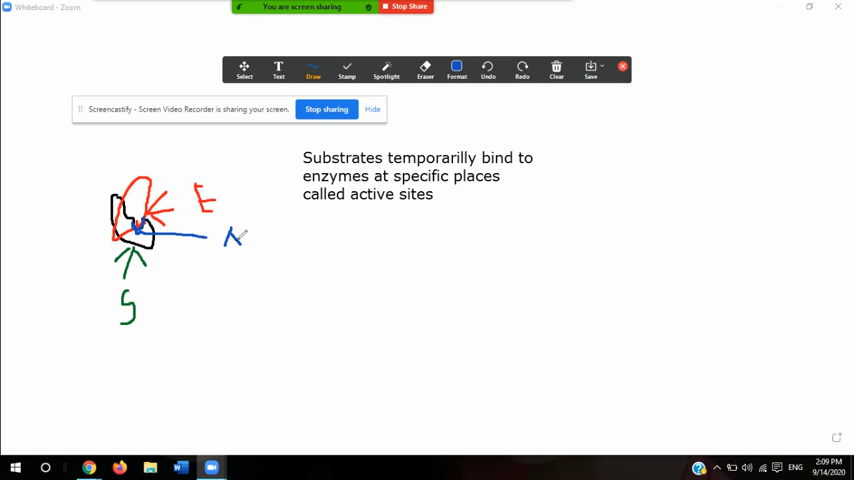 Whiteboard - Zoom
You are screen sharing
Stop Share
Select
Text
Draw
Stamp
Spotlight
Eraser
Format
Undo
Redo
Clear
Save
Screencastify - Screen Video Recorder is sharing your screen.
Stop sharing
Hide
Substrates temporarilly bind to
enzymes at specific places
called active sites
E
S
ENG
2:09 PM
9/14/2020